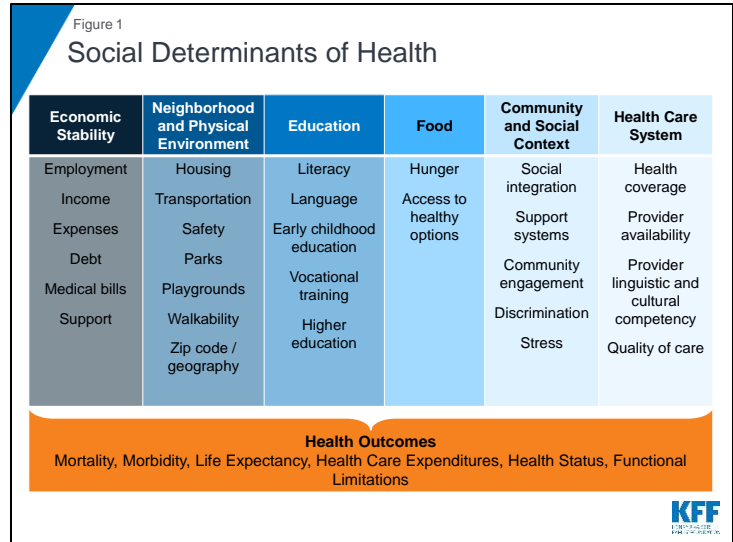 Figure 1
Social Determinants of Health
Economic
Stability
Neighborhood
and Physical
Environment
Education
Food
Community
and Social
Context
Health Care
System
Employment
Income
Expenses
Debt
Medical bills
Support
Housing
Transportation
Safety
Parks
Playgrounds
Walkability
Zip code /
geography
Literacy
Language
Early childhood
education
Vocational
training
Higher
education
Hunger
Access to
healthy
options
Social
integration
Support
systems
Community
engagement
Discrimination
Stress
Health
coverage
Provider
availability
Provider
linguistic and
cultural
competency
Quality of care
Health Outcomes
Mortality, Morbidity, Life Expectancy, Health Care Expenditures, Health Status, Functional
Limitations
KFF